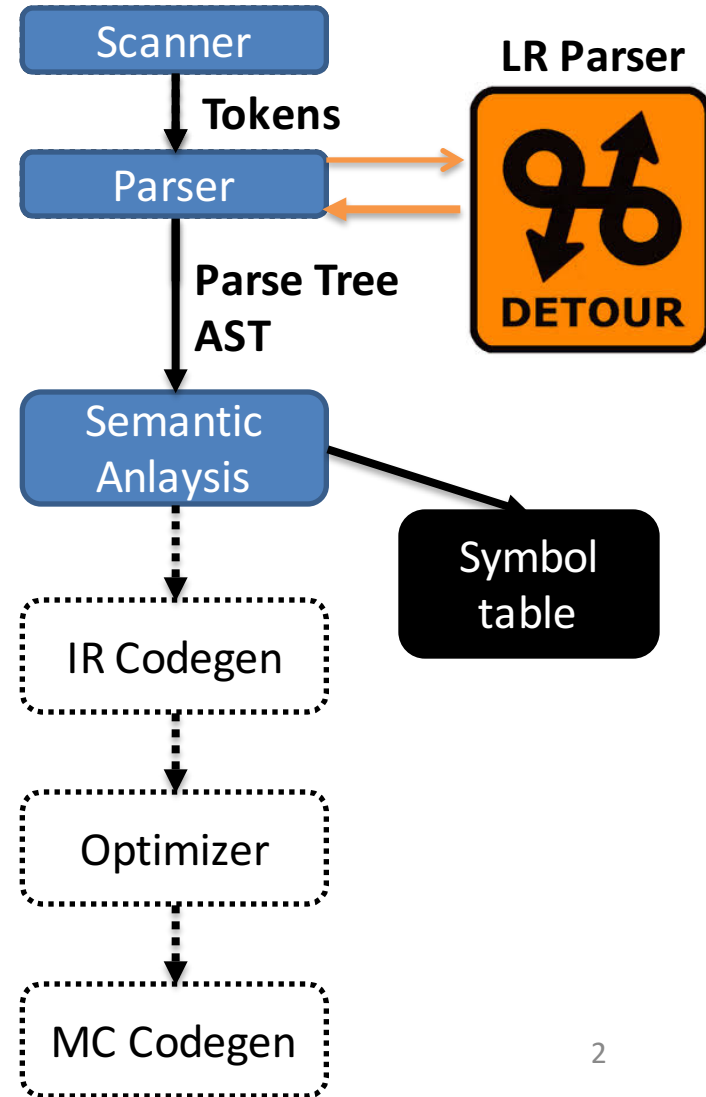 Scanner
LR Parser
Tokens
Parser
DETOUR
Parse Tree
AST
Semantic
Anlaysis
Symbol
table
IR Codegen
Optimizer
MC Codegen
2